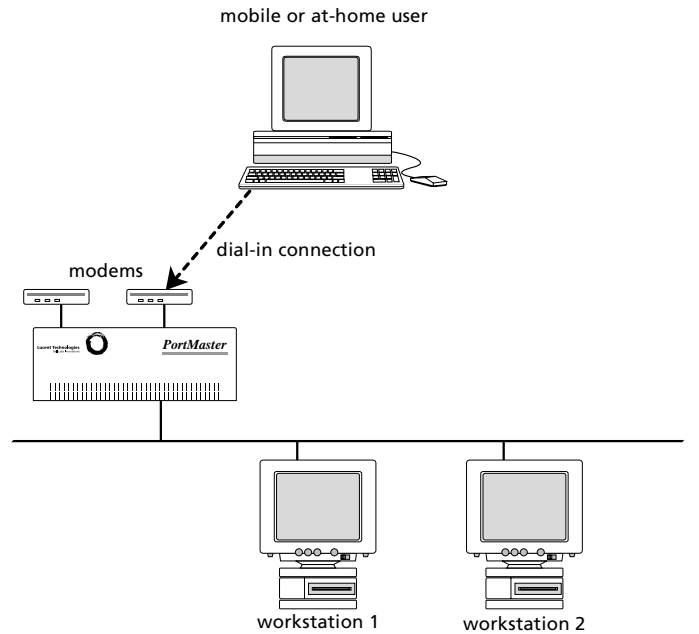 mobile or at-home user
dial-in connection
modems
Lucent Technologies
PortMaster
workstation 1
workstation 2